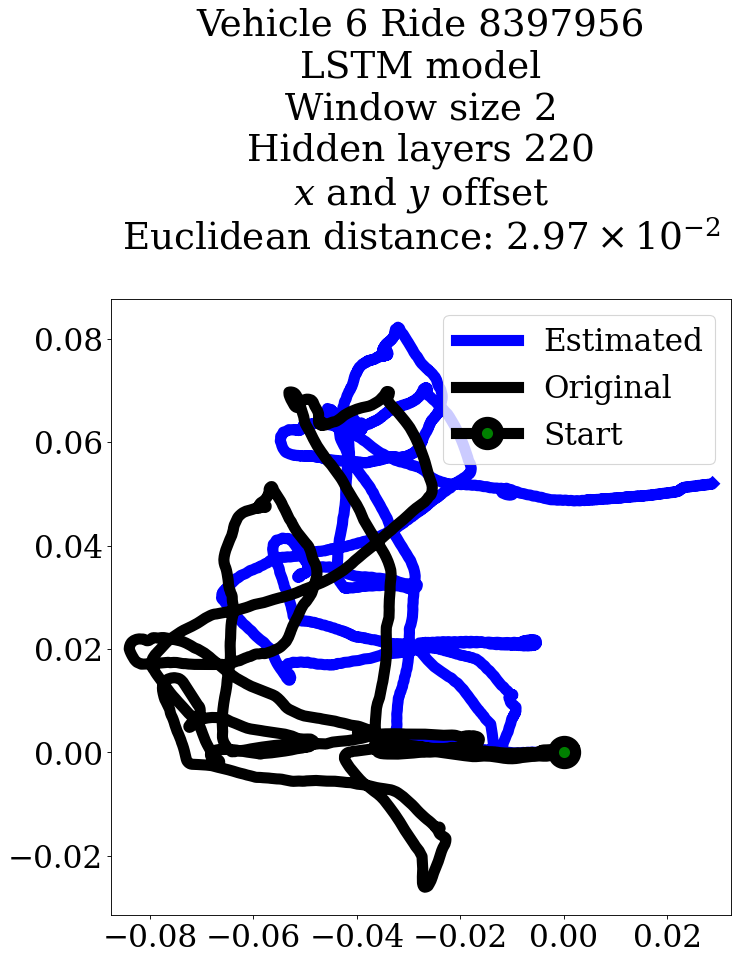 Vehicle 6 Ride 8397956
LSTM model
Window size 2
Hidden layers 220
x and y offset
Euclidean distance: 2.97 × 10⁻²
Estimated
Original
Start
0.08
0.06
0.04
0.02
0.00
−0.02
−0.08 −0.06 −0.04 −0.02 0.00 0.02